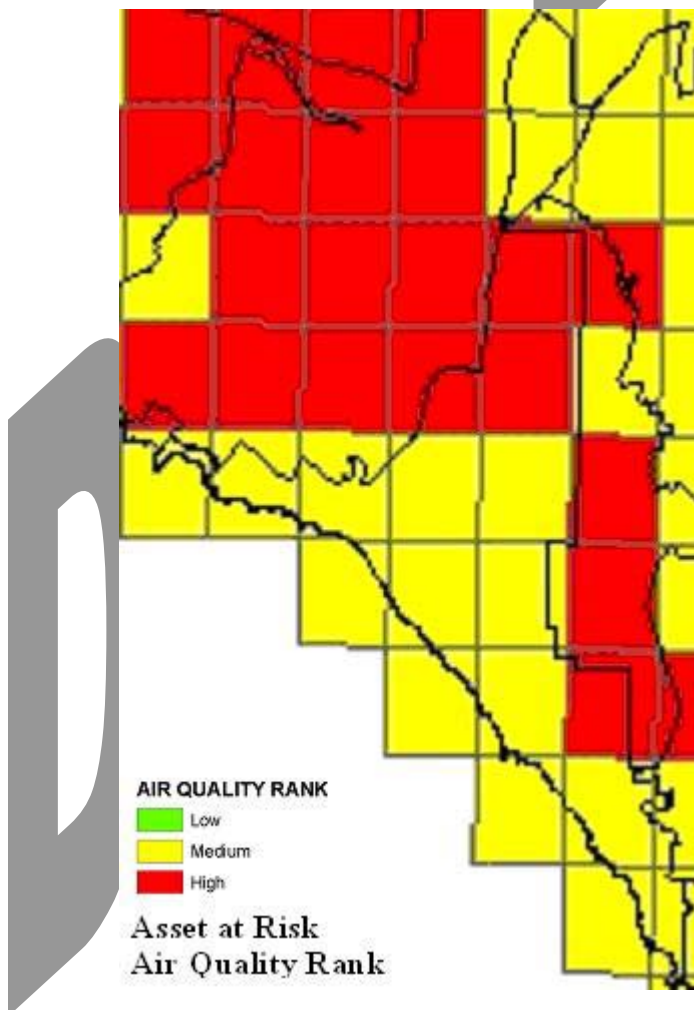 AIR QUALITY RANK
Low
Medium
High
Asset at Risk
Air Quality Rank
D